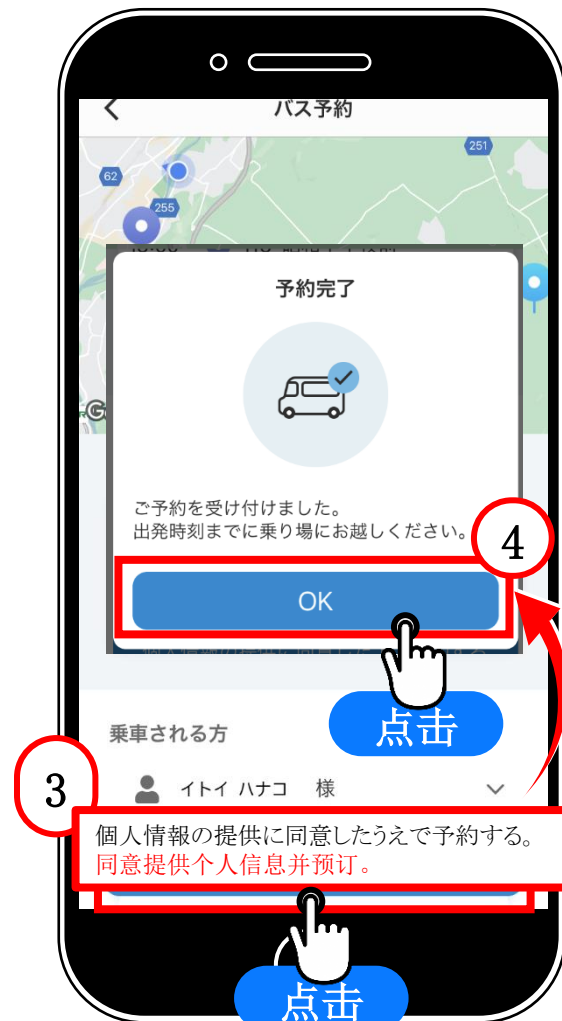 バス予約
251
62
255
予約完了
ご予約を受け付けました。
出発時刻までに乗り場にお越しください。
4
OK
点击
乗車される方
3
イトイ ハナコ 様
個人情報の提供に同意したうえで予約する。
同意提供个人信息并预订。
点击